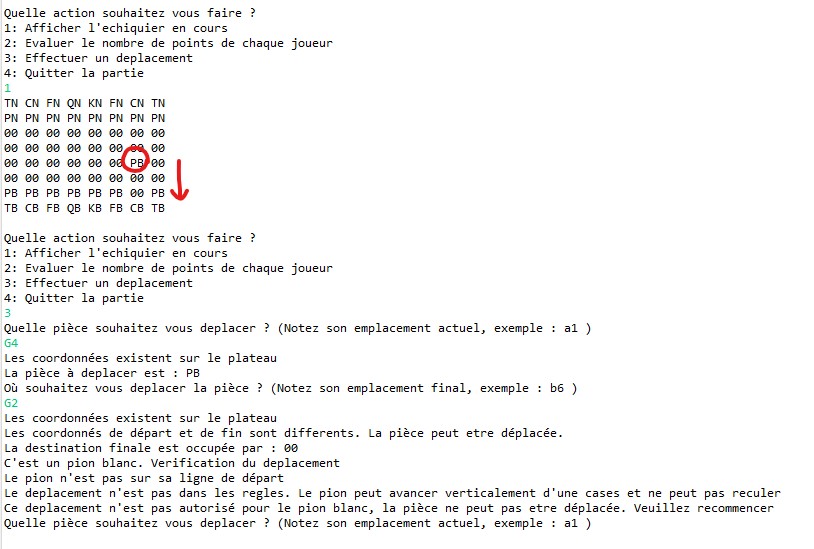 Quelle action souhaitez vous faire ?
1: Afficher l'echiquier en cours
2: Evaluer le nombre de points de chaque joueur
3: Effectuer un deplacement
4: Quitter la partie
1
TN CN FN QN KN FN CN TN
PN PN PN PN PN PN PN PN
00 00 00 00 00 00 00 00
00 00 00 00 00 00 00 00
00 00 00 00 00 00 PB 00
00 00 00 00 00 00 00 00
PB PB PB PB PB PB 00 PB
TB CB FB QB KB FB CB TB
Quelle action souhaitez vous faire ?
1: Afficher l'echiquier en cours
2: Evaluer le nombre de points de chaque joueur
3: Effectuer un deplacement
4: Quitter la partie
3
Quelle pièce souhaitez vous deplacer ? (Notez son emplacement actuel, exemple : a1 )
G4
Les coordonnées existent sur le plateau
La pièce à deplacer est : PB
Où souhaitez vous deplacer la pièce ? (Notez son emplacement final, exemple : b6 )
G2
Les coordonnées existent sur le plateau
Les coordonnés de départ et de fin sont differents. La pièce peut etre déplacée.
La destination finale est occupée par : 00
C'est un pion blanc. Verification du deplacement
Le pion n'est pas sur sa ligne de départ
Le deplacement n'est pas dans les regles. Le pion peut avancer verticalement d'une cases et ne peut pas reculer
Ce deplacement n'est pas autorisé pour le pion blanc, la pièce ne peut pas etre déplacée. Veuillez recommencer
Quelle pièce souhaitez vous deplacer ? (Notez son emplacement actuel, exemple : a1 )